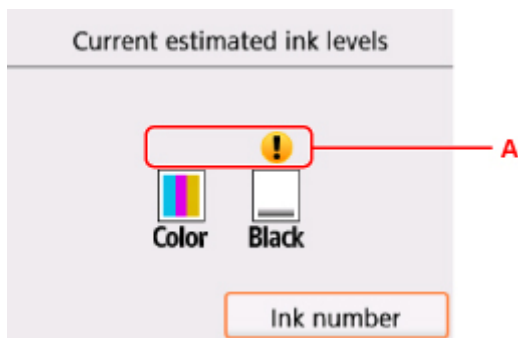 Current estimated ink levels
! A
Color Black
Ink number